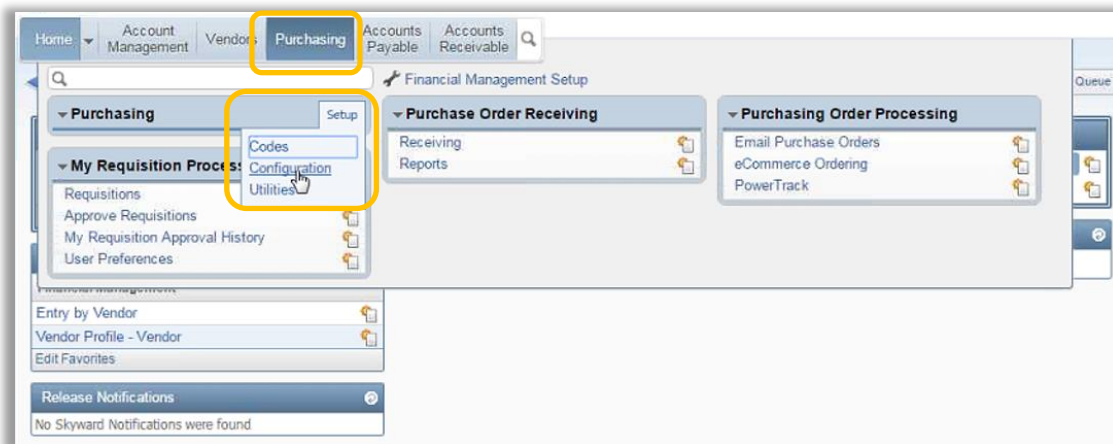 Home Account Management Vendors Purchasing Accounts Payable Accounts Receivable
Financial Management Setup
Queue
Purchasing Setup
Codes
Configuration
Utilities
My Requisition Proces
Requisitions
Approve Requisitions
My Requisition Approval History
User Preferences
Purchase Order Receiving
Receiving
Reports
Purchasing Order Processing
Email Purchase Orders
eCommerce Ordering
PowerTrack
Financial Management
Entry by Vendor
Vendor Profile - Vendor
Edit Favorites
Release Notifications
No Skyward Notifications were found